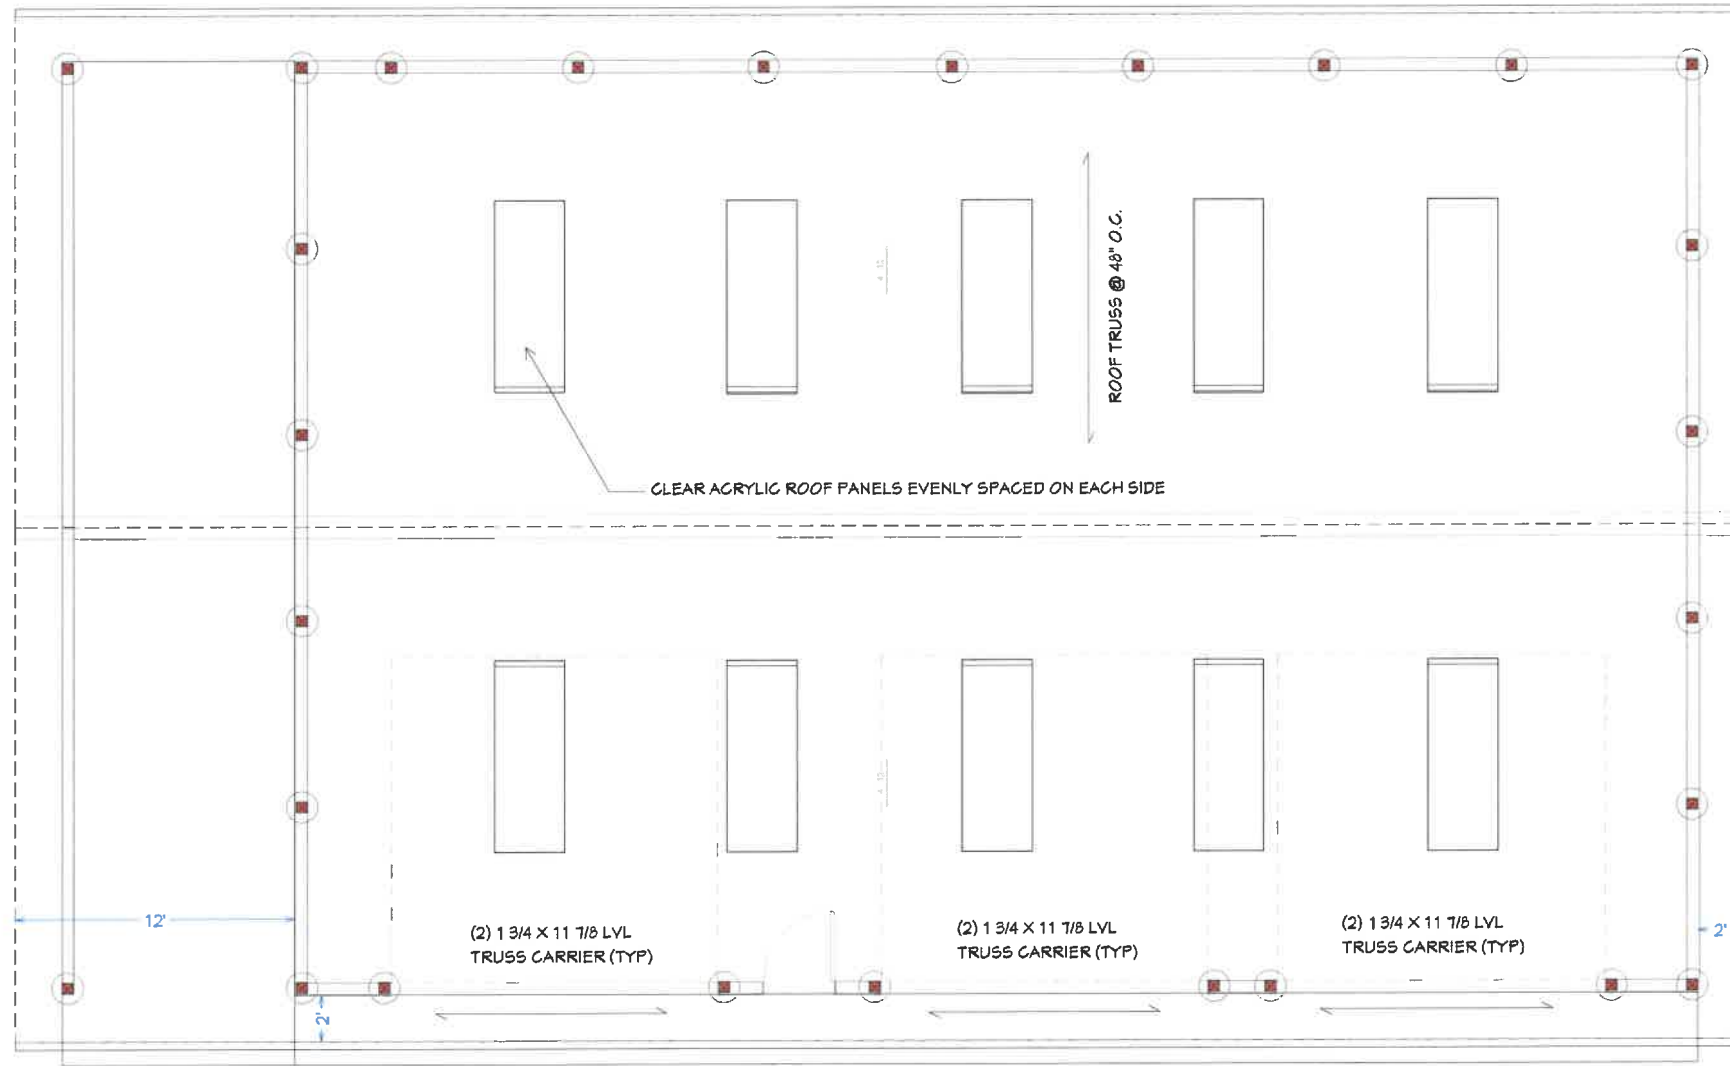 ROOF TRUSS @ 48" O.C.
CLEAR ACRYLIC ROOF PANELS EVENLY SPACED ON EACH SIDE
12'
(2) 1 3/4 X 11 7/8 LVL
TRUSS CARRIER (TYP)
(2) 1 3/4 X 11 7/8 LVL
TRUSS CARRIER (TYP)
(2) 1 3/4 X 11 7/8 LVL
TRUSS CARRIER (TYP)
2'
2'